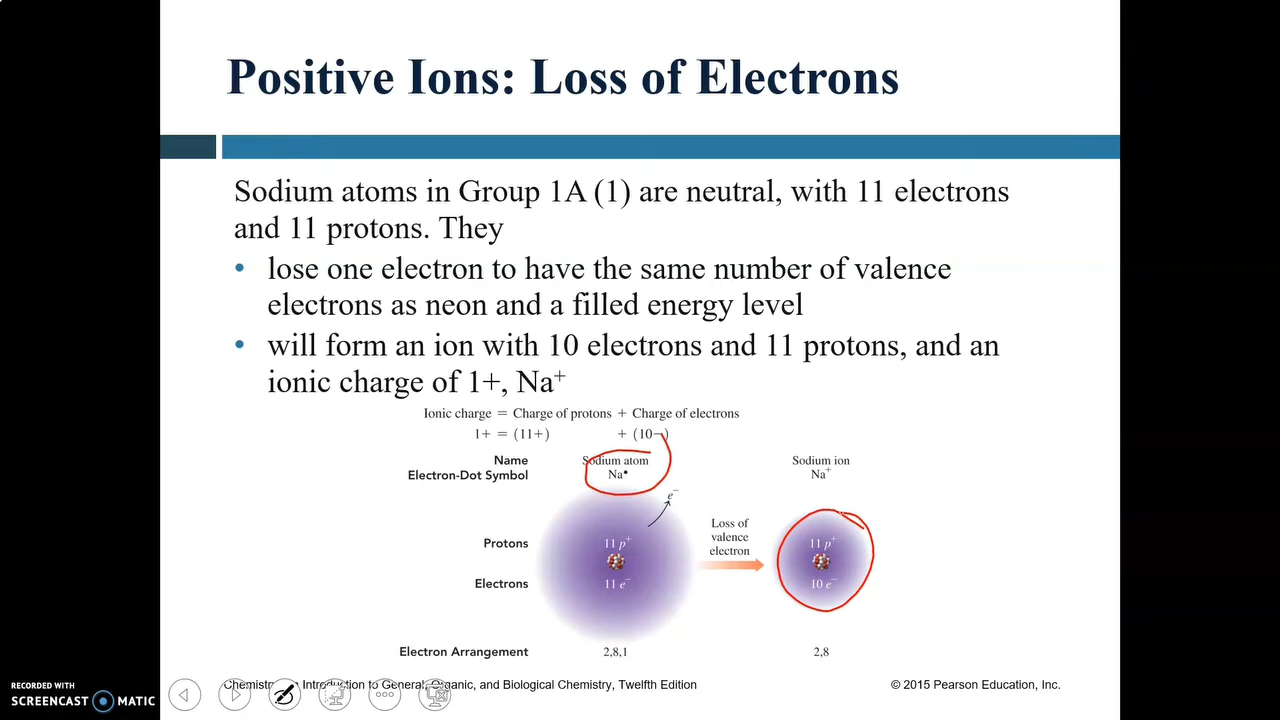 Positive Ions: Loss of Electrons
Sodium atoms in Group 1A (1) are neutral, with 11 electrons
and 11 protons. They
• lose one electron to have the same number of valence
electrons as neon and a filled energy level
• will form an ion with 10 electrons and 11 protons, and an
ionic charge of 1+, Na⁺
Ionic charge = Charge of protons + Charge of electrons
1+ = (11+) + (10−)
Name Sodium atom Sodium ion
Electron-Dot Symbol Na• Na⁺
e⁻
Loss of
valence
electron
Protons 11 p⁺ 11 p⁺
Electrons 11 e⁻ 10 e⁻
Electron Arrangement 2,8,1 2,8
Chemistry: Introduction to General, Organic, and Biological Chemistry, Twelfth Edition © 2015 Pearson Education, Inc.
RECORDED WITH
SCREENCAST MATIC